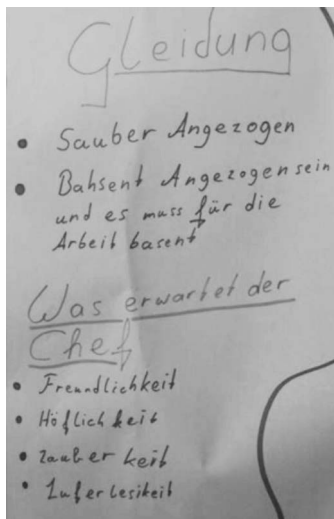 Gleidung
• Sauber Angezogen
• Bahsent Angezogen sein
und es muss für die
Arbeit basent
Was erwartet der
Chef
• Freundlichkeit
• Höflichkeit
• Zauberkeit
• Zuferlesikeit